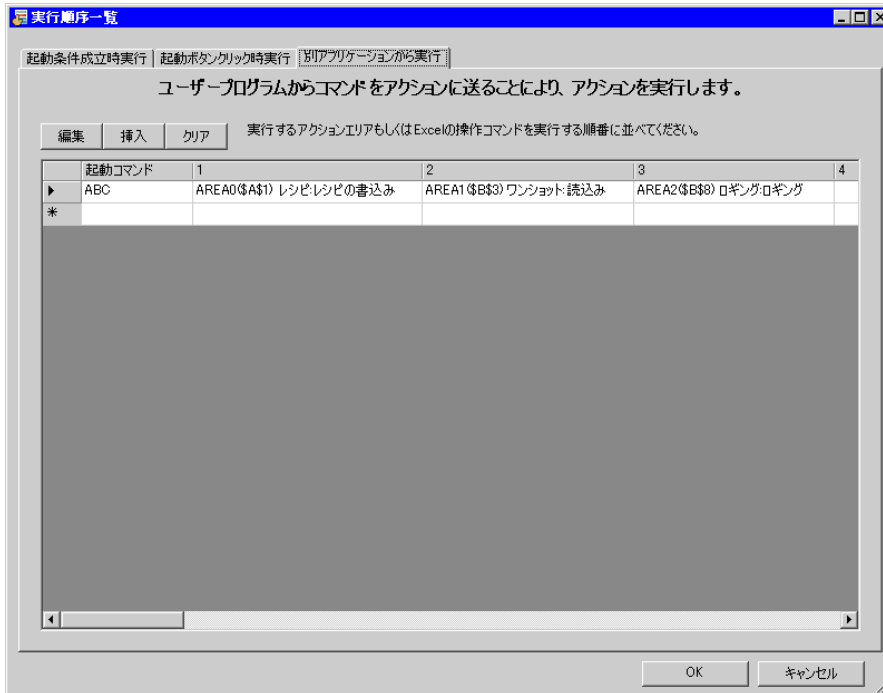 実行順序一覧
起動条件成立時実行 起動ボタンクリック時実行 別アプリケーションから実行
ユーザープログラムからコマンドをアクションに送ることにより、アクションを実行します。
編集 挿入 クリア 実行するアクションエリアもしくはExcelの操作コマンドを実行する順番に並べてください。
起動コマンド 1 2 3 4
ABC AREA0($A$1) レシピ:レシピの書込み AREA1($B$3) ワンショット:読込み AREA2($B$8) ロギング:ロギング
OK キャンセル